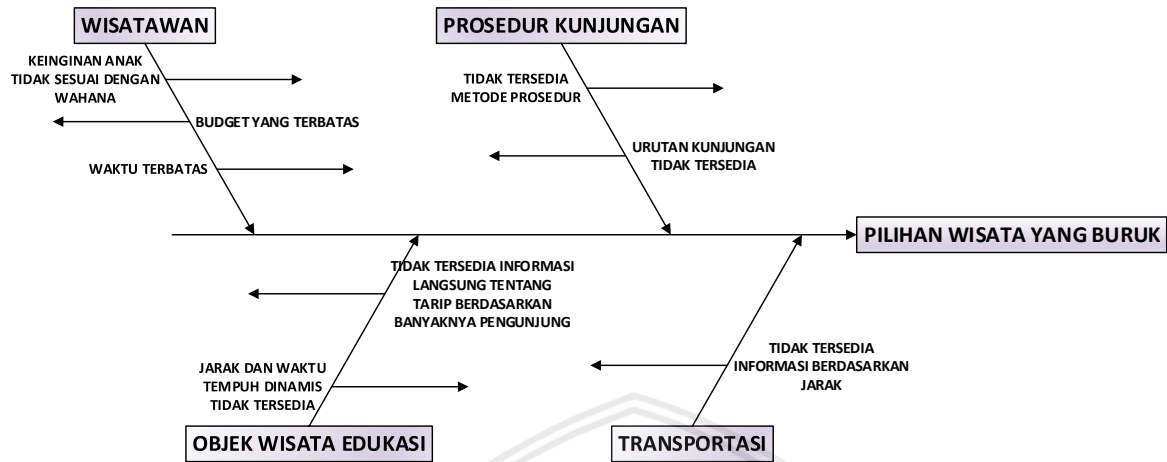 WISATAWAN
PROSEDUR KUNJUNGAN
KEINGINAN ANAK
TIDAK SESUAI DENGAN
WAHANA
BUDGET YANG TERBATAS
WAKTU TERBATAS
TIDAK TERSEDIA
METODE PROSEDUR
URUTAN KUNJUNGAN
TIDAK TERSEDIA
PILIHAN WISATA YANG BURUK
TIDAK TERSEDIA INFORMASI
LANGSUNG TENTANG
TARIP BERDASARKAN
BANYAKNYA PENGUNJUNG
JARAK DAN WAKTU
TEMPUH DINAMIS
TIDAK TERSEDIA
TIDAK TERSEDIA
INFORMASI BERDASARKAN
JARAK
OBJEK WISATA EDUKASI
TRANSPORTASI